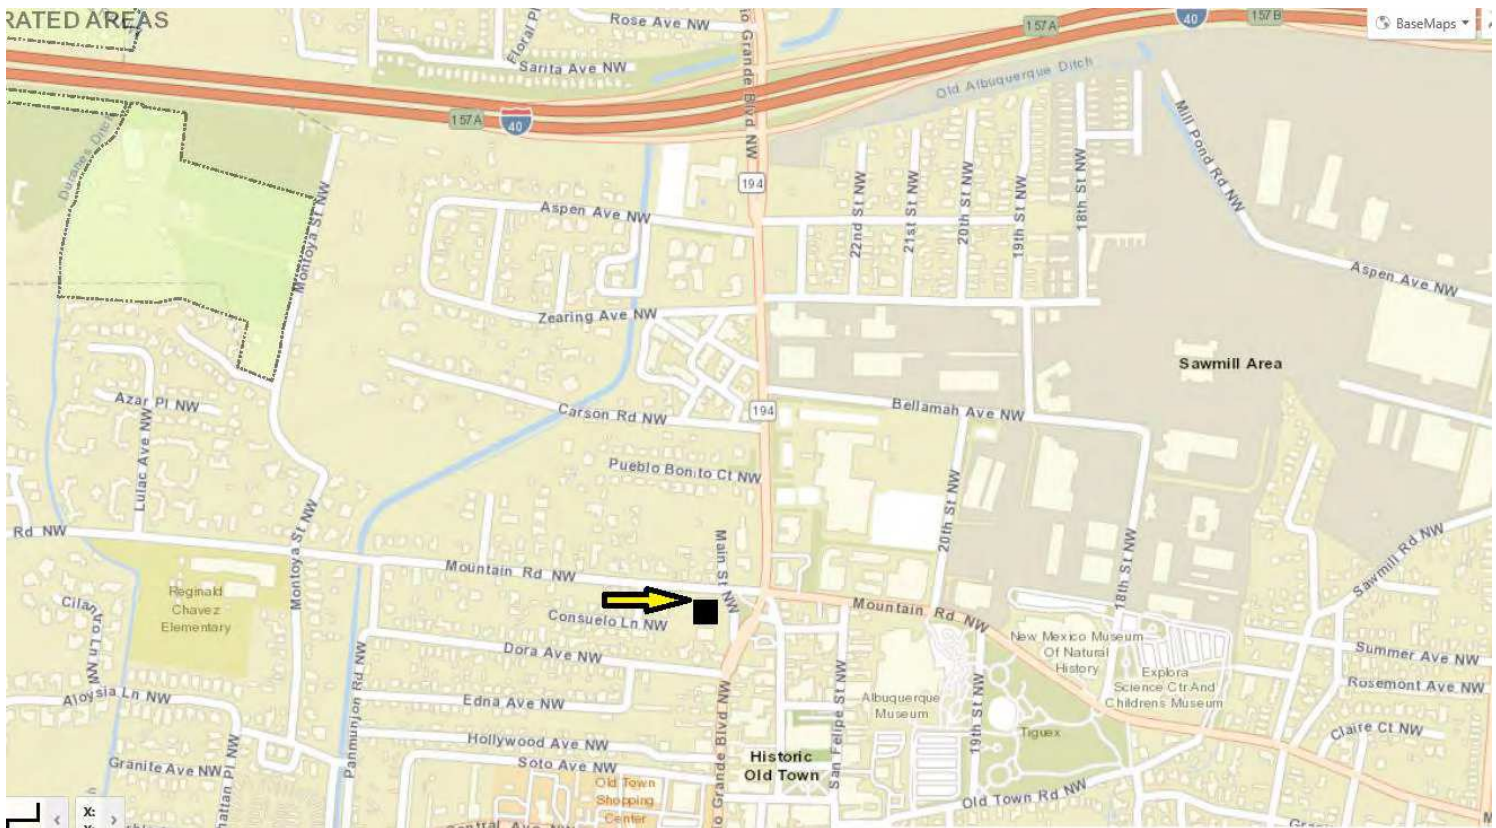 RATED AREAS
Rose Ave NW
Floral Pl
Sarita Ave NW
io Grande Blvd NW
40
157A
157B
BaseMaps
157A
40
Old Albuquerque Ditch
Duranes Ditch
Mill Pond Rd NW
194
Aspen Ave NW
22nd St NW
21st St NW
20th St NW
19th St NW
18th St NW
Montoya St NW
Aspen Ave NW
Zearing Ave NW
Sawmill Area
Azar Pl NW
Carson Rd NW
194
Bellamah Ave NW
Lulac Ave NW
Pueblo Bonito Ct NW
20th St NW
Rd NW
Montoya St NW
Mountain Rd NW
Main St NW
18th St NW
Sawmill Rd NW
Reginald
Chavez
Elementary
Consuelo Ln NW
Mountain Rd NW
Dora Ave NW
New Mexico Museum
Of Natural
History
Explora
Science Ctr And
Childrens Museum
Summer Ave NW
Rosemont Ave NW
Aloysia Ln NW
Edna Ave NW
Panmunjon Rd NW
Albuquerque
Museum
San Felipe St NW
19th St NW
Tiguex
Claire Ct NW
Hollywood Ave NW
Soto Ave NW
Granite Ave NW
Historic
Old Town
Old Town
Shopping
Center
o Grande Blvd NW
Old Town Rd NW
X: